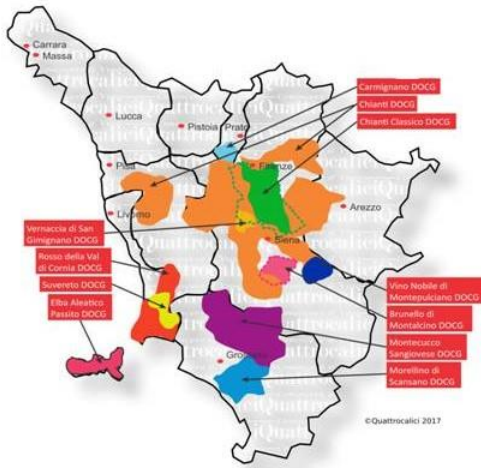 Carrara
Massa
Lucca
Pistoia
Prato
Carmignano DOCG
Chianti DOCG
Chianti Classico DOCG
Pisa
Firenze
Livorno
Arezzo
Vernaccia di San
Gimignano DOCG
Siena
Rosso della Val
di Cornia DOCG
Suvereto DOCG
Elba Aleatico
Passito DOCG
Vino Nobile di
Montepulciano DOCG
Brunello di
Montalcino DOCG
Montecucco
Sangiovese DOCG
Morellino di
Scansano DOCG
©Quattrocalici 2017
Quattrocalici